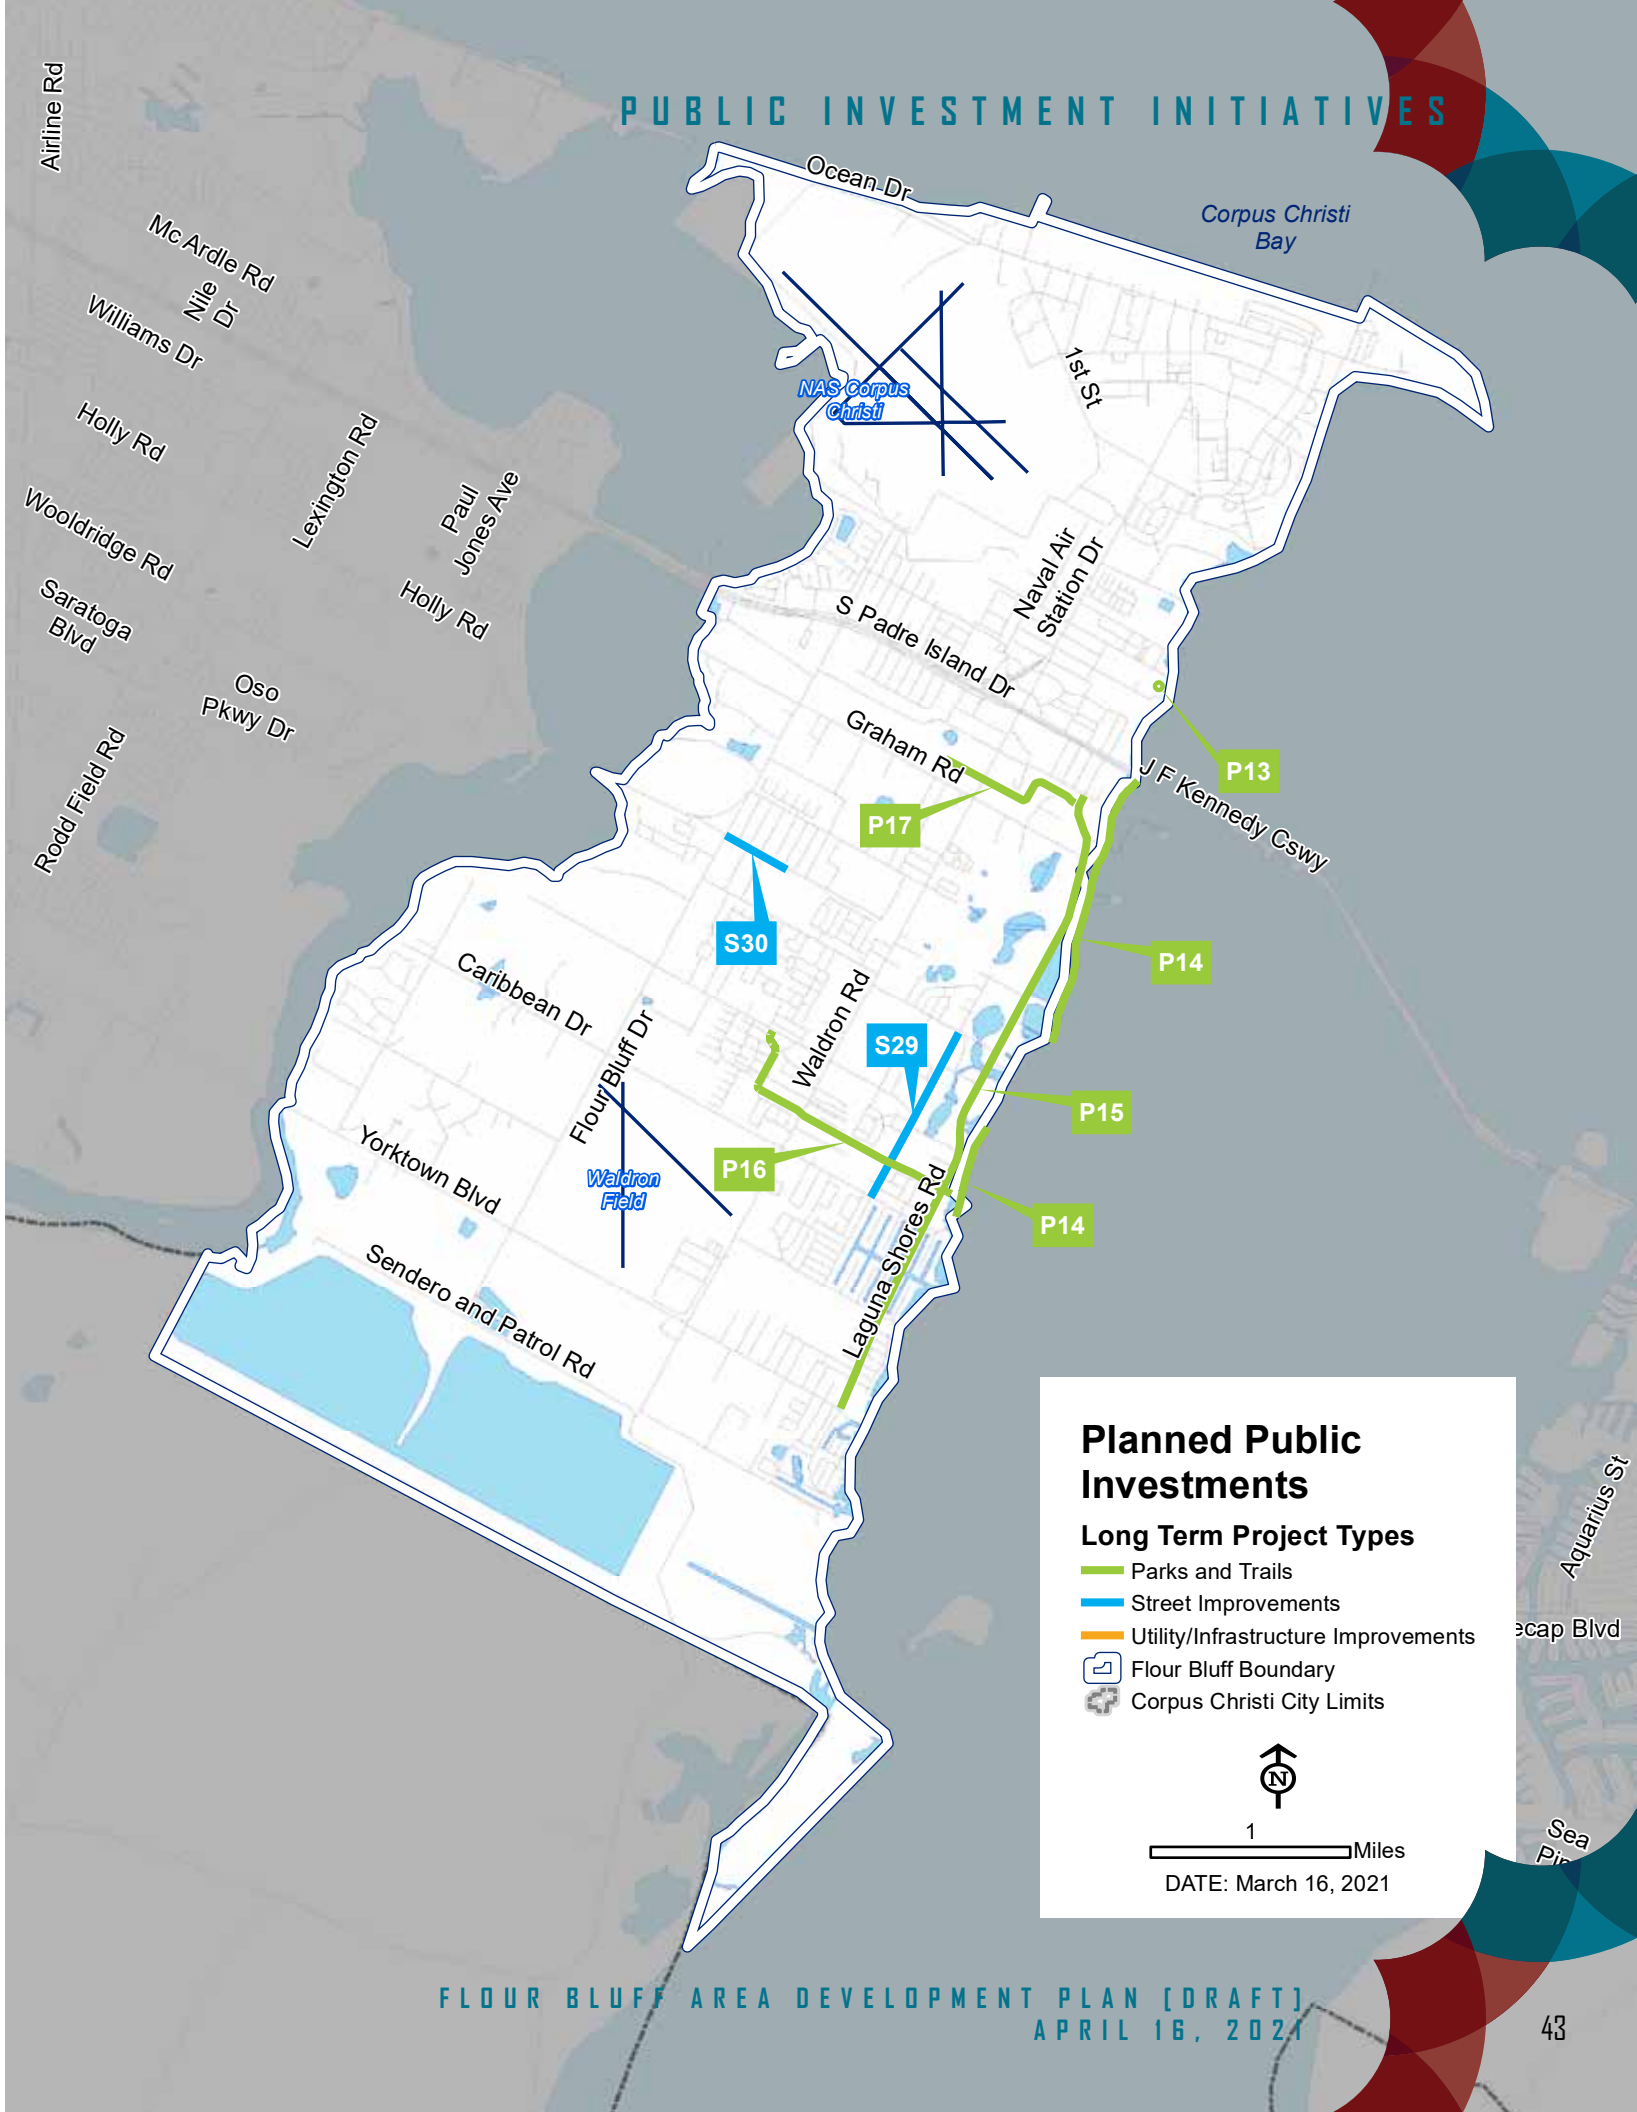 PUBLIC INVESTMENT INITIATIVES
Airline Rd
Ocean Dr
Corpus Christi
Bay
Mc Ardle Rd
Nile
Dr
Williams Dr
1st St
NAS Corpus
Christi
Holly Rd
Lexington Rd
Paul
Jones Ave
Wooldridge Rd
Naval Air
Station Dr
Saratoga
Blvd
Holly Rd
S Padre Island Dr
Oso
Pkwy Dr
Graham Rd
Rodd Field Rd
P13
J F Kennedy Cswy
P17
S30
P14
Caribbean Dr
Waldron Rd
Flour Bluff Dr
S29
P15
P16
Yorktown Blvd
Waldron
Field
P14
Laguna Shores Rd
Sendero and Patrol Rd
Planned Public
Investments
Long Term Project Types
Parks and Trails
Street Improvements
Utility/Infrastructure Improvements
Flour Bluff Boundary
Corpus Christi City Limits
N
1
Miles
DATE: March 16, 2021
Aquarius St
ecap Blvd
Sea
FLOUR BLUFF AREA DEVELOPMENT PLAN (DRAFT)
APRIL 16, 2021
43